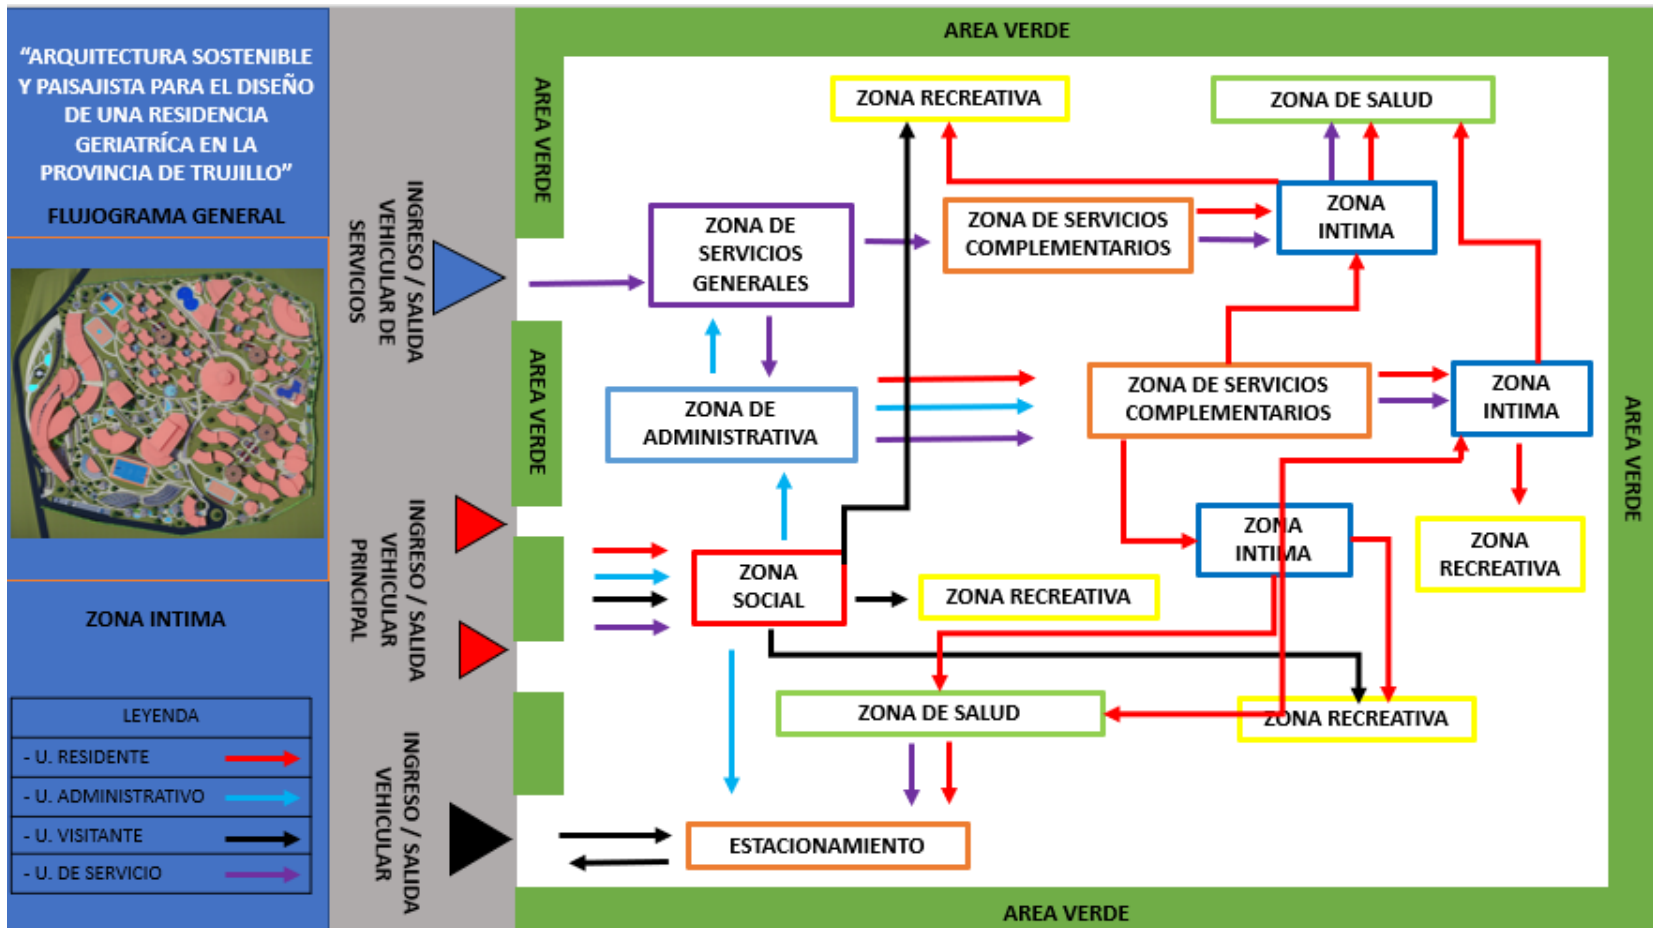 “ARQUITECTURA SOSTENIBLE
Y PAISAJISTA PARA EL DISEÑO
DE UNA RESIDENCIA
GERIATRÍCA EN LA
PROVINCIA DE TRUJILLO”
FLUJOGRAMA GENERAL
ZONA INTIMA
LEYENDA
- U. RESIDENTE
- U. ADMINISTRATIVO
- U. VISITANTE
- U. DE SERVICIO
INGRESO / SALIDA
VEHICULAR DE
SERVICIOS
INGRESO / SALIDA
VEHICULAR
PRINCIPAL
INGRESO / SALIDA
VEHICULAR
AREA VERDE
AREA VERDE
AREA VERDE
AREA VERDE
AREA VERDE
ZONA RECREATIVA
ZONA DE SALUD
ZONA DE
SERVICIOS
GENERALES
ZONA DE SERVICIOS
COMPLEMENTARIOS
ZONA
INTIMA
ZONA DE
ADMINISTRATIVA
ZONA DE SERVICIOS
COMPLEMENTARIOS
ZONA
INTIMA
ZONA
INTIMA
ZONA
RECREATIVA
ZONA
SOCIAL
ZONA RECREATIVA
ZONA DE SALUD
ZONA RECREATIVA
ESTACIONAMIENTO